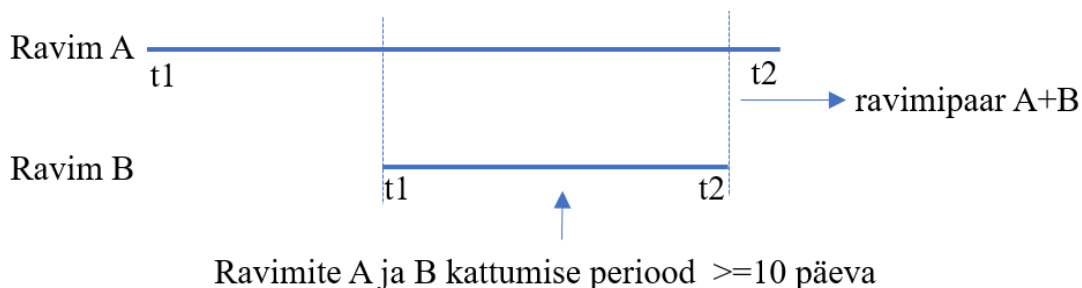 Ravim A
t1
t2
ravimipaar A+B
Ravim B
t1
t2
Ravimite A ja B kattumise periood >=10 päeva